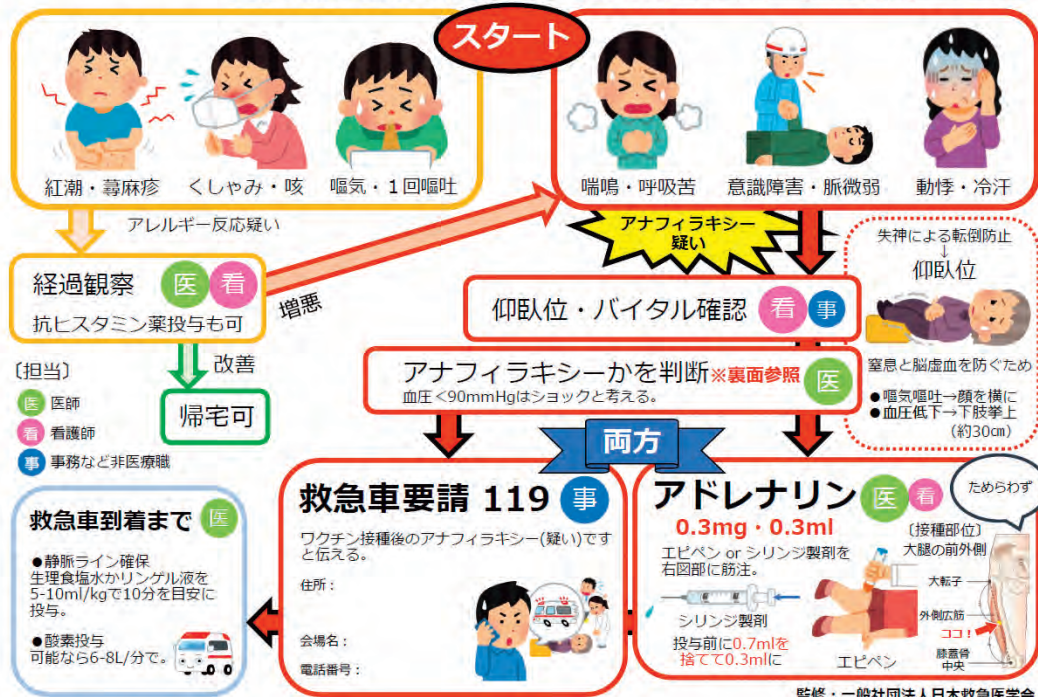 スタート
紅潮・蕁麻疹
くしゃみ・咳
嘔気・1回嘔吐
喘鳴・呼吸苦
意識障害・脈微弱
動悸・冷汗
アレルギー反応疑い
アナフィラキシー
疑い
経過観察 医 看
抗ヒスタミン薬投与も可
増悪
改善
帰宅可
〔担当〕
医 医師
看 看護師
事 事務など非医療職
仰臥位・バイタル確認 看 事
アナフィラキシーかを判断※裏面参照 医
血圧<90mmHgはショックと考える。
失神による転倒防止
↓
仰臥位
窒息と脳虚血を防ぐため
●嘔気嘔吐→顔を横に
●血圧低下→下肢挙上
(約30㎝)
両方
救急車要請 119 事
ワクチン接種後のアナフィラキシー(疑い)です
と伝える。
住所:
会場名:
電話番号:
アドレナリン 医 看
ためらわず
0.3mg・0.3ml
エピペン or シリンジ製剤を
右図部に筋注。
シリンジ製剤
投与前に0.7mlを
捨てて0.3mlに
エピペン
〔接種部位〕
大腿の前外側
大転子
外側広筋
ココ!
膝蓋骨
中央
救急車到着まで 医
●静脈ライン確保
生理食塩水かリンゲル液を
5-10ml/kgで10分を目安に
投与。
●酸素投与
可能なら6-8L/分で。
監修:一般社団法人日本救急医学会